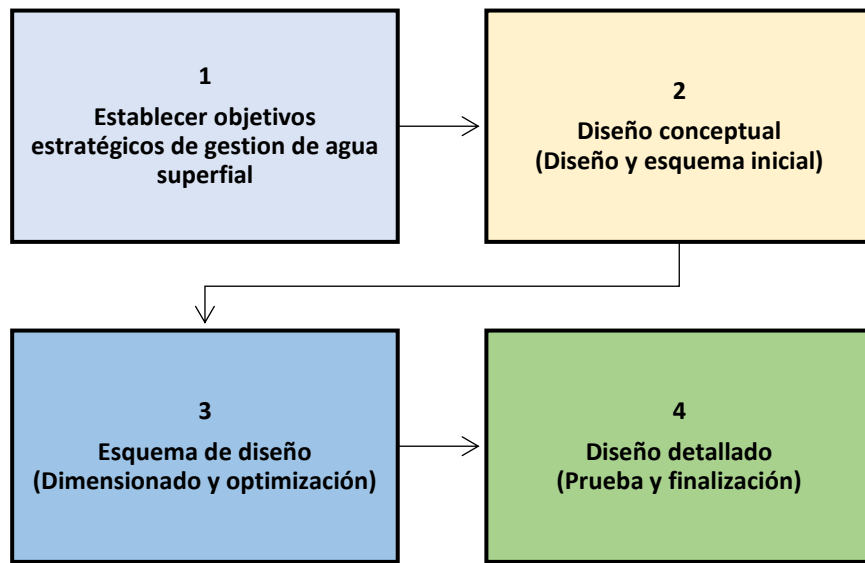 1
Establecer objetivos
estratégicos de gestion de agua
superfial
2
Diseño conceptual
(Diseño y esquema inicial)
3
Esquema de diseño
(Dimensionado y optimización)
4
Diseño detallado
(Prueba y finalización)